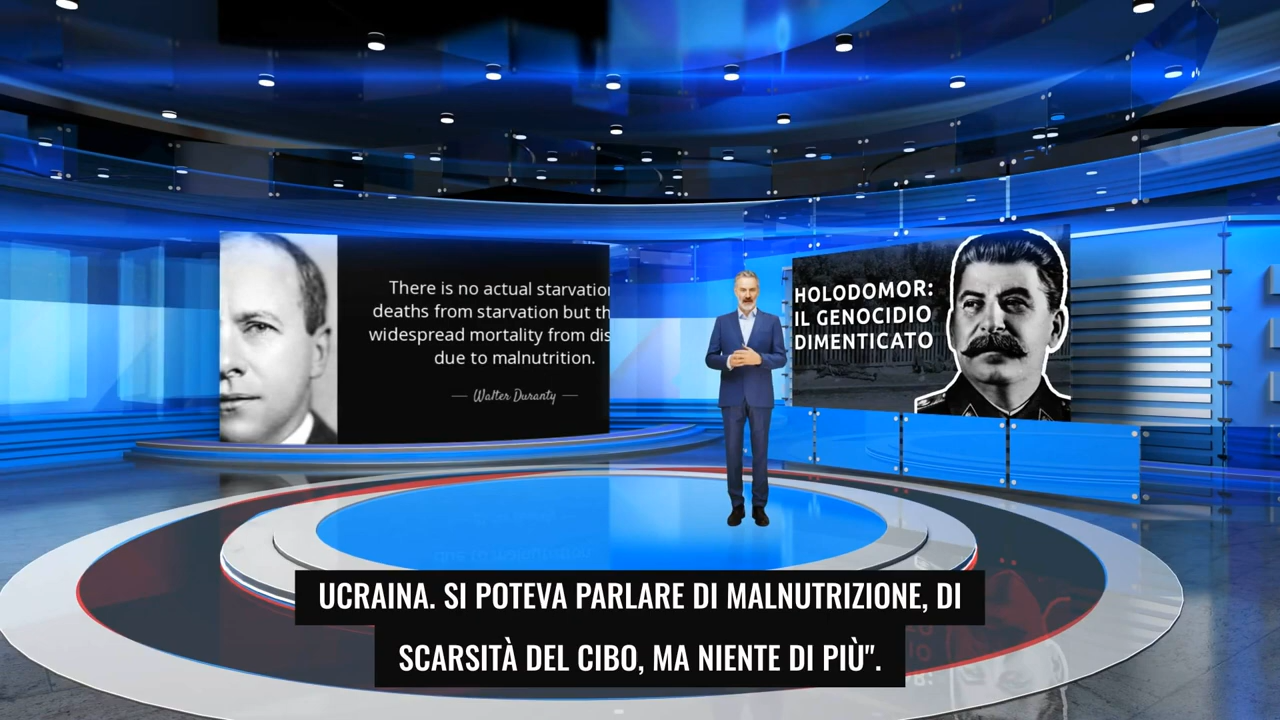 There is no actual starvation
deaths from starvation but th
widespread mortality from dis
due to malnutrition.
Walter Duranty
HOLODOMOR:
IL GENOCIDIO
DIMENTICATO
UCRAINA. SI POTEVA PARLARE DI MALNUTRIZIONE, DI
SCARSITÀ DEL CIBO, MA NIENTE DI PIÙ".